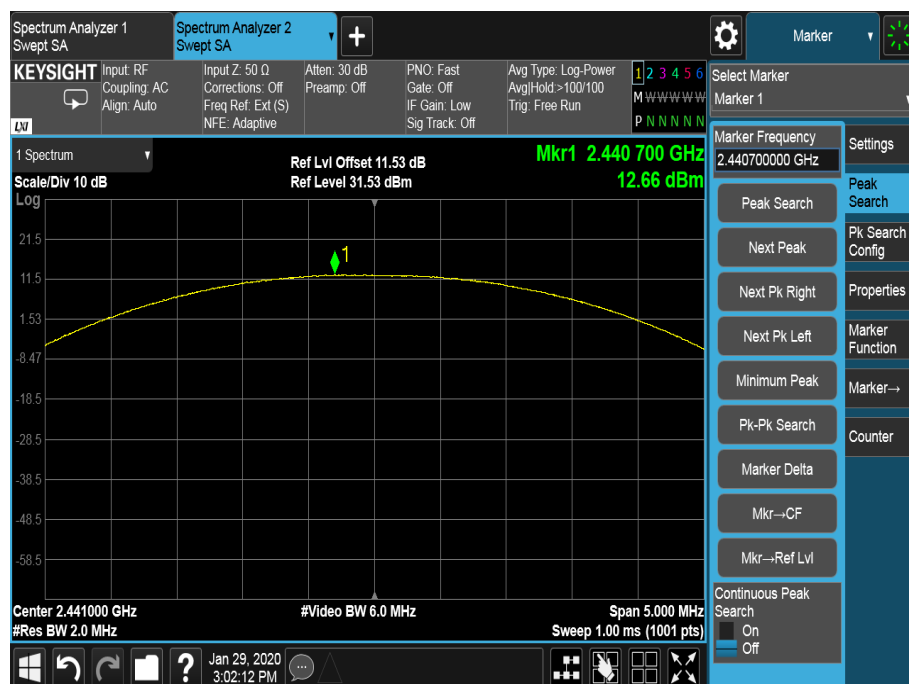 Spectrum Analyzer 1
Swept SA
Spectrum Analyzer 2
Swept SA
+
Marker
KEYSIGHT
LXI
Input: RF
Coupling: AC
Align: Auto
Input Z: 50 Ω
Corrections: Off
Freq Ref: Ext (S)
NFE: Adaptive
Atten: 30 dB
Preamp: Off
PNO: Fast
Gate: Off
IF Gain: Low
Sig Track: Off
Avg Type: Log-Power
Avg|Hold:>100/100
Trig: Free Run
1 2 3 4 5 6
M W W W W W
P N N N N N
Select Marker
Marker 1
1 Spectrum
Scale/Div 10 dB
Log
Ref Lvl Offset 11.53 dB
Ref Level 31.53 dBm
Mkr1 2.440 700 GHz
12.66 dBm
1
21.5
11.5
1.53
-8.47
-18.5
-28.5
-38.5
-48.5
-58.5
Center 2.441000 GHz
#Res BW 2.0 MHz
#Video BW 6.0 MHz
Span 5.000 MHz
Sweep 1.00 ms (1001 pts)
Marker Frequency
2.440700000 GHz
Peak Search
Next Peak
Next Pk Right
Next Pk Left
Minimum Peak
Pk-Pk Search
Marker Delta
Mkr→CF
Mkr→Ref Lvl
Continuous Peak
Search
On
Off
Settings
Peak
Search
Pk Search
Config
Properties
Marker
Function
Marker→
Counter
?
Jan 29, 2020
3:02:12 PM